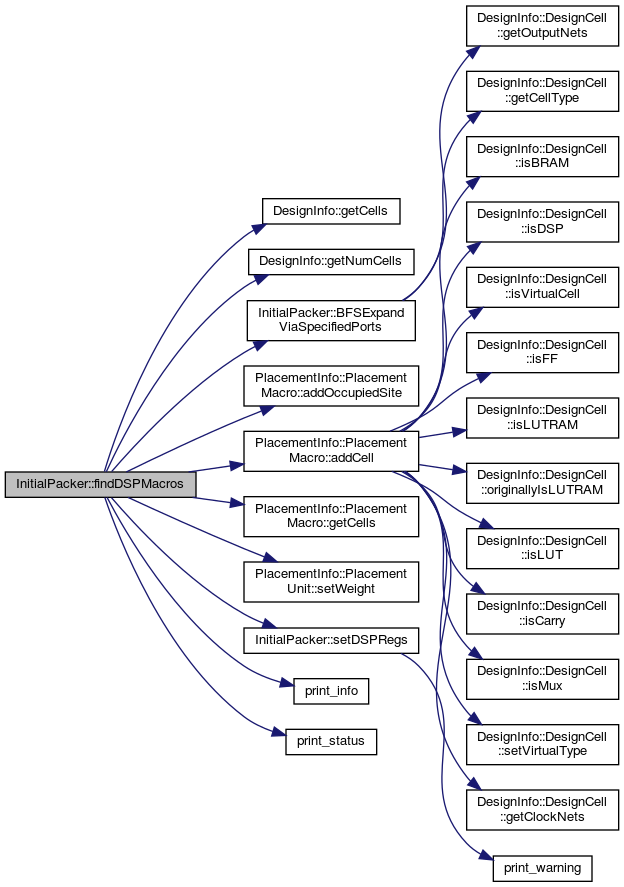 InitialPacker::findDSPMacros
DesignInfo::getCells
DesignInfo::getNumCells
InitialPacker::BFSExpand
ViaSpecifiedPorts
PlacementInfo::Placement
Macro::addOccupiedSite
PlacementInfo::Placement
Macro::addCell
PlacementInfo::Placement
Macro::getCells
PlacementInfo::Placement
Unit::setWeight
InitialPacker::setDSPRegs
print_info
print_status
DesignInfo::DesignCell
::getOutputNets
DesignInfo::DesignCell
::getCellType
DesignInfo::DesignCell
::isBRAM
DesignInfo::DesignCell
::isDSP
DesignInfo::DesignCell
::isVirtualCell
DesignInfo::DesignCell
::isFF
DesignInfo::DesignCell
::isLUTRAM
DesignInfo::DesignCell
::originallyIsLUTRAM
DesignInfo::DesignCell
::isLUT
DesignInfo::DesignCell
::isCarry
DesignInfo::DesignCell
::isMux
DesignInfo::DesignCell
::setVirtualType
DesignInfo::DesignCell
::getClockNets
print_warning